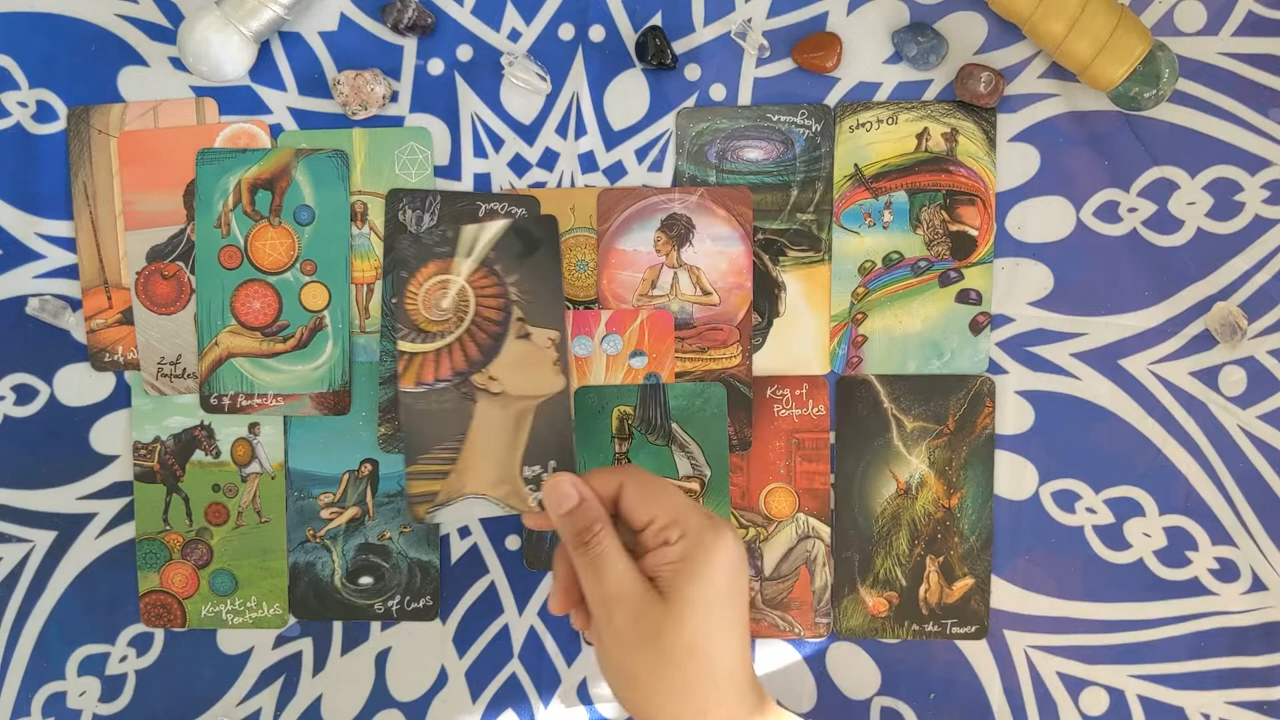 2 of
2 of
Pentacles
6 of Pentacles
the Devil
the
Magician
10 of Cups
King of
Pentacles
Knight of
Pentacles
5 of Cups
the Tower